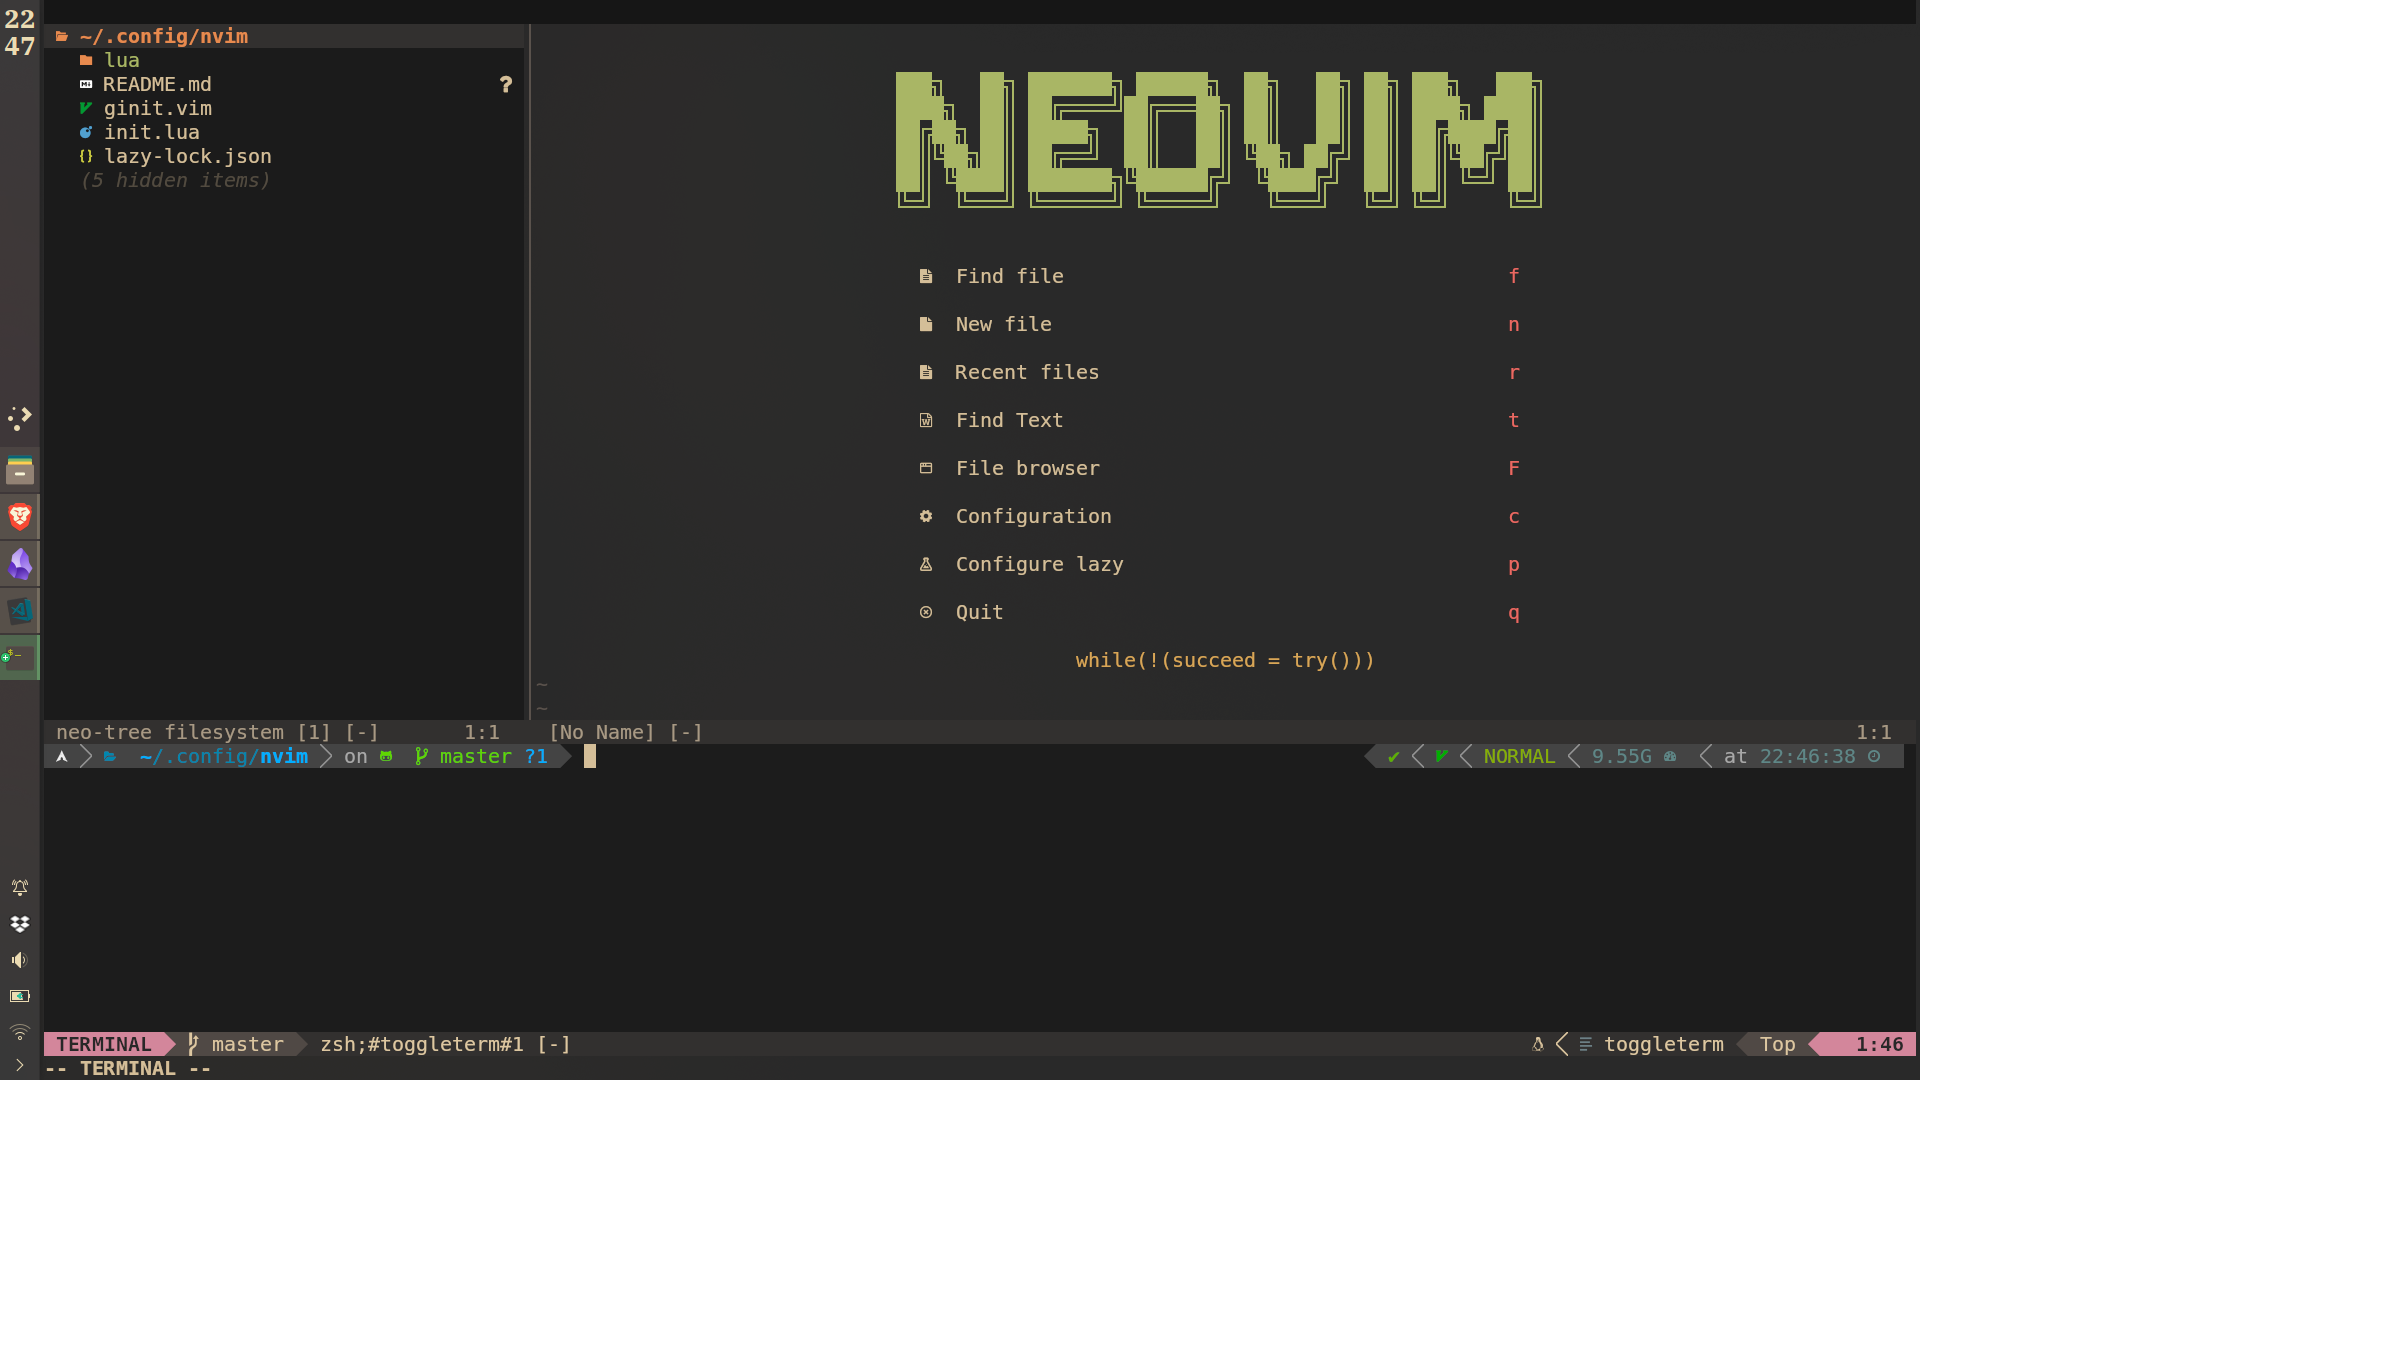 22
47
~/.config/nvim
lua
README.md ?
ginit.vim
init.lua
lazy-lock.json
(5 hidden items)
NEOVIM
Find file f
New file n
Recent files r
Find Text t
File browser F
Configuration c
Configure lazy p
Quit q
while(!(succeed = try()))
~
~
neo-tree filesystem [1] [-] 1:1 [No Name] [-] 1:1
~/.config/nvim on master ?1 ✔ NORMAL 9.55G at 22:46:38
TERMINAL master zsh;#toggleterm#1 [-] toggleterm Top 1:46
-- TERMINAL --